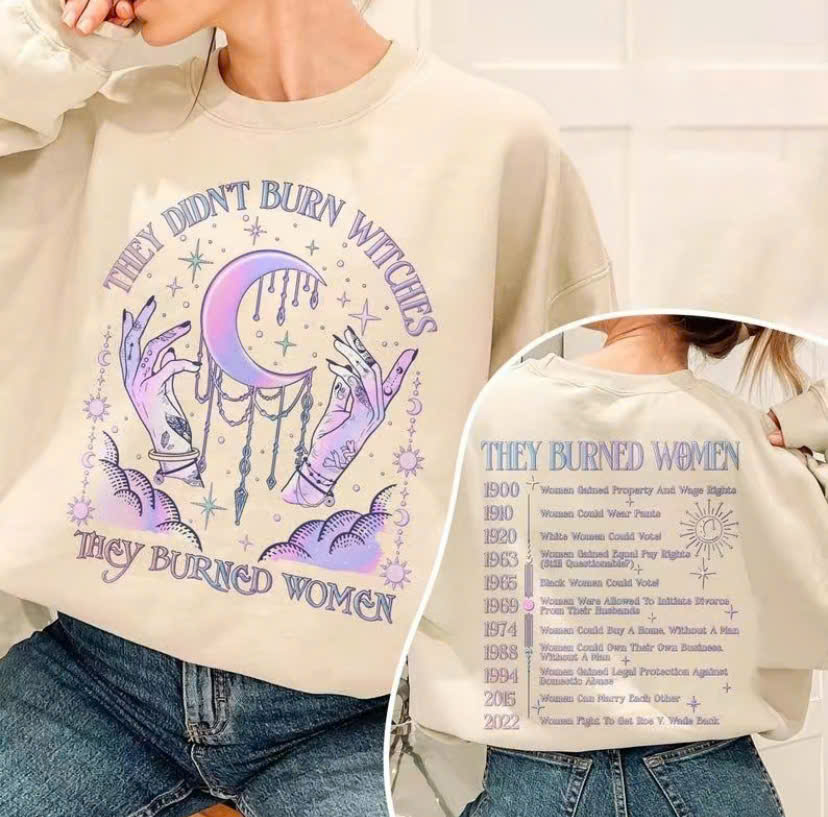 THEY DIDN'T BURN WITCHES
THEY BURNED WOMEN
THEY BURNED WOMEN
1900 Women Gained Property And Wage Rights
1910 Women Could Wear Pants
1920 White Women Could Vote!
1963 Women Gained Equal Pay Rights
(Still Questionable?)
1965 Black Women Could Vote!
1969 Women Were Allowed To Initiate Divorce
From Their Husbands
1974 Women Could Buy A Home, Without A Man
1988 Women Could Own Their Own Business,
Without A Man
1994 Women Gained Legal Protection Against
Domestic Abuse
2015 Women Can Marry Each Other
2022 Women Fight To Get Roe V. Wade Back